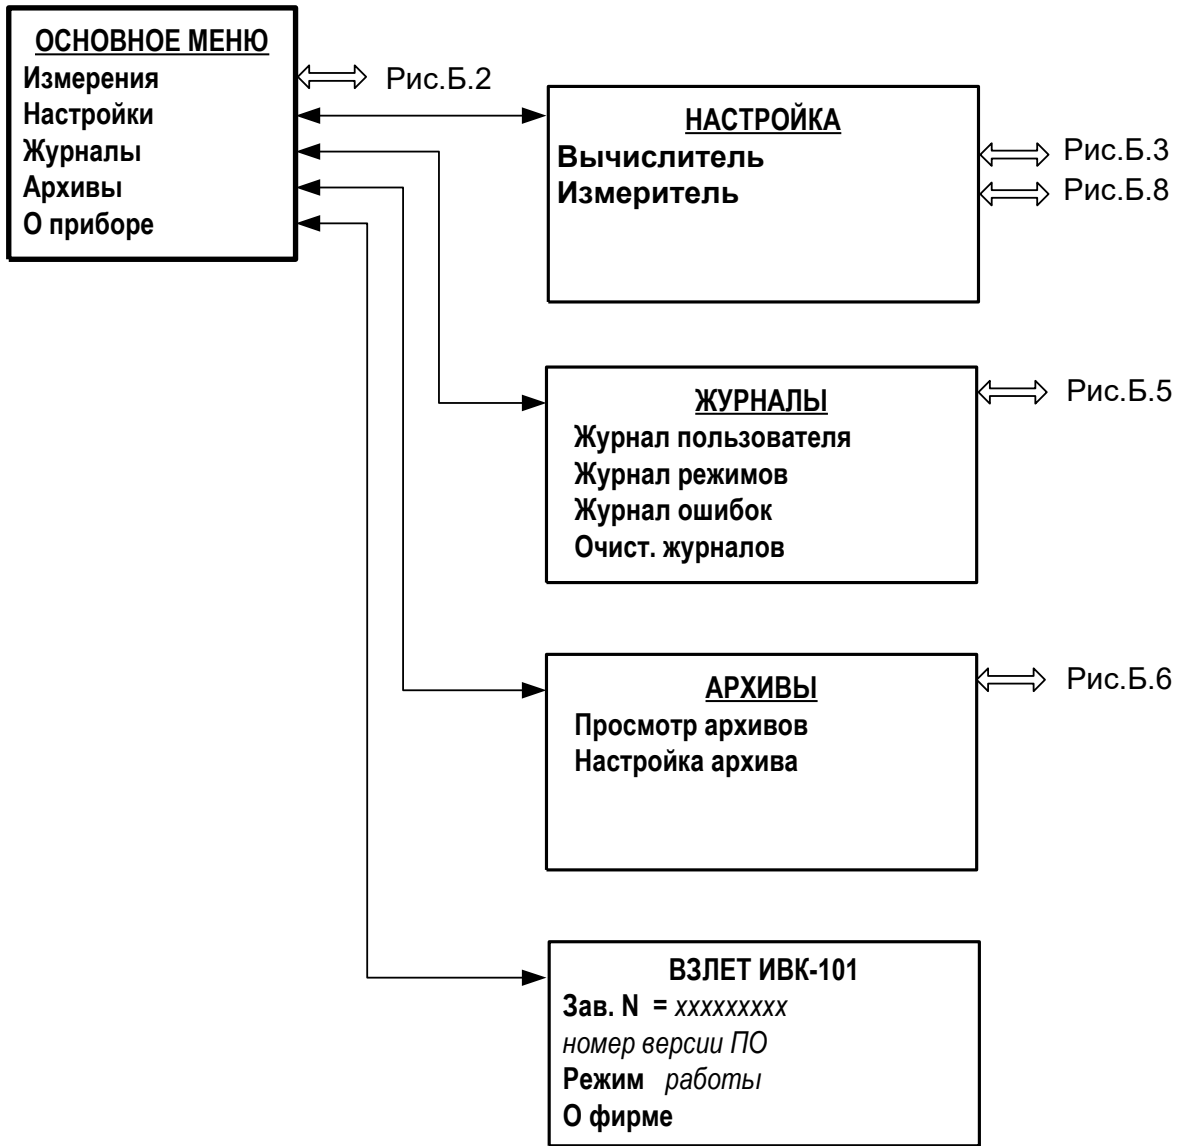 ОСНОВНОЕ МЕНЮ
Измерения
Настройки
Журналы
Архивы
О приборе
Рис.Б.2
НАСТРОЙКА
Вычислитель
Измеритель
Рис.Б.3
Рис.Б.8
ЖУРНАЛЫ
Журнал пользователя
Журнал режимов
Журнал ошибок
Очист. журналов
Рис.Б.5
АРХИВЫ
Просмотр архивов
Настройка архива
Рис.Б.6
ВЗЛЕТ ИВК-101
Зав. N = xxxxxxxxx
номер версии ПО
Режим работы
О фирме